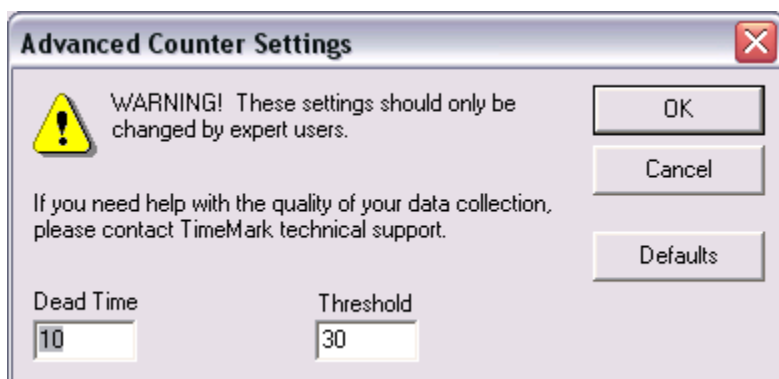 Advanced Counter Settings
WARNING! These settings should only be
changed by expert users.
OK
Cancel
If you need help with the quality of your data collection,
please contact TimeMark technical support.
Defaults
Dead Time
Threshold
10
30